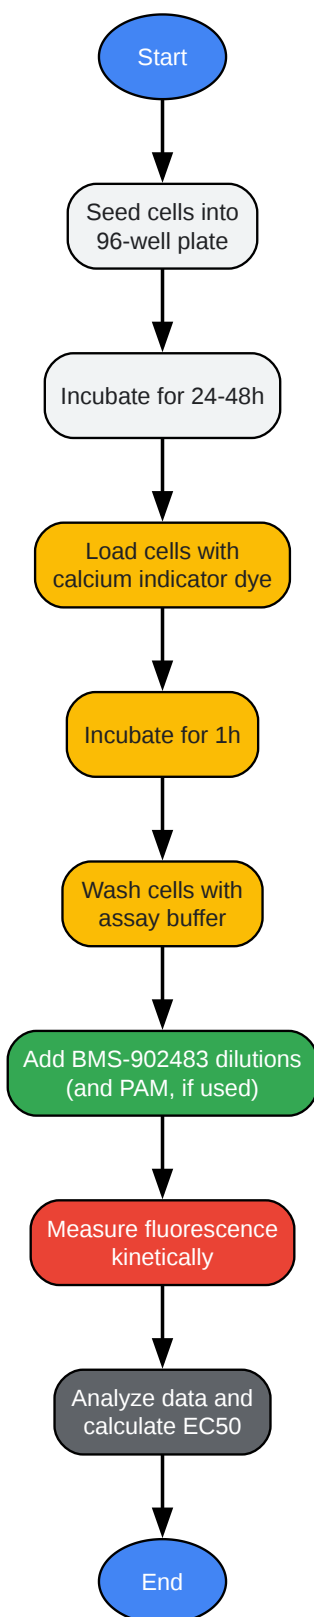 Start
Seed cells into
96-well plate
Incubate for 24-48h
Load cells with
calcium indicator dye
Incubate for 1h
Wash cells with
assay buffer
Add BMS-902483 dilutions
(and PAM, if used)
Measure fluorescence
kinetically
Analyze data and
calculate EC50
End